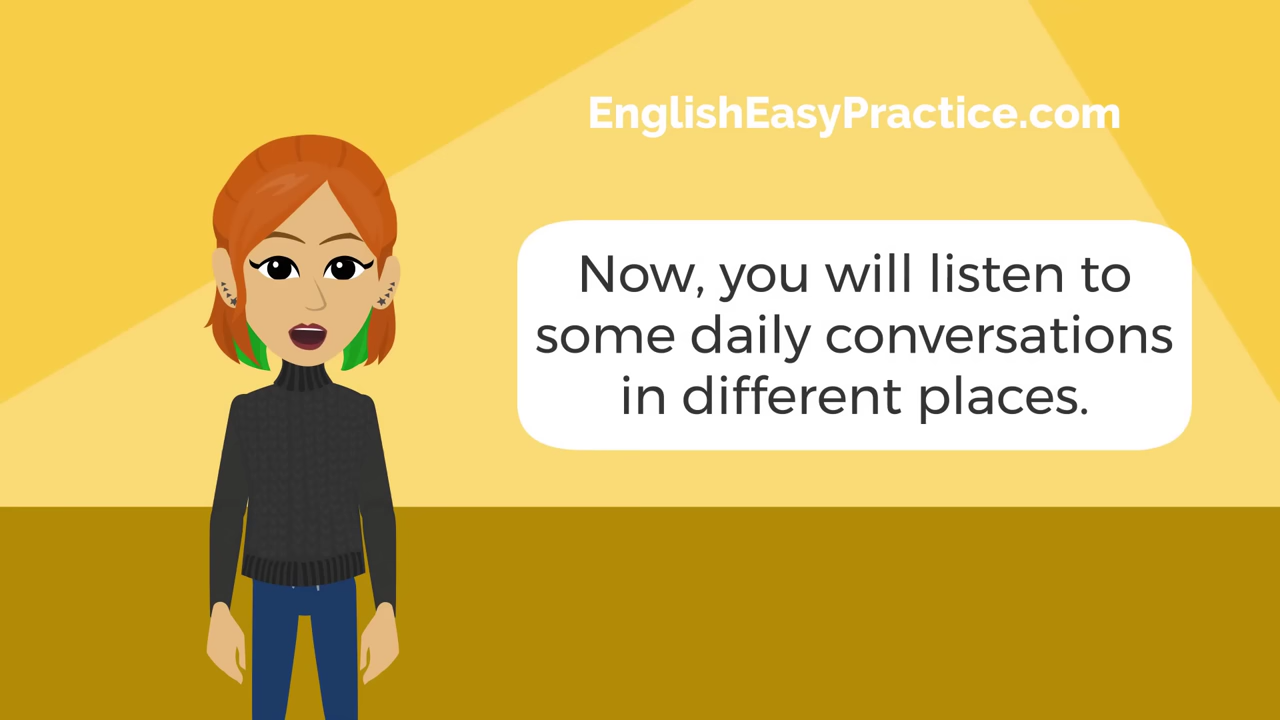 EnglishEasyPractice.com
Now, you will listen to
some daily conversations
in different places.